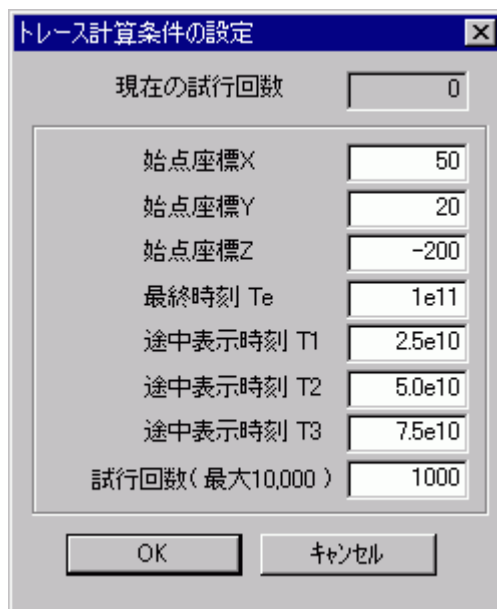 トレース計算条件の設定
現在の試行回数 0
始点座標X 50
始点座標Y 20
始点座標Z -200
最終時刻 Te 1e11
途中表示時刻 T1 2.5e10
途中表示時刻 T2 5.0e10
途中表示時刻 T3 7.5e10
試行回数( 最大10,000 ) 1000
OK キャンセル